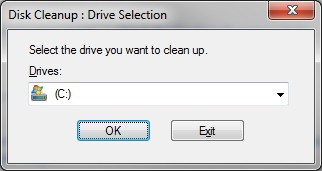 Disk Cleanup : Drive Selection
Select the drive you want to clean up.
Drives:
(C:)
OK Exit